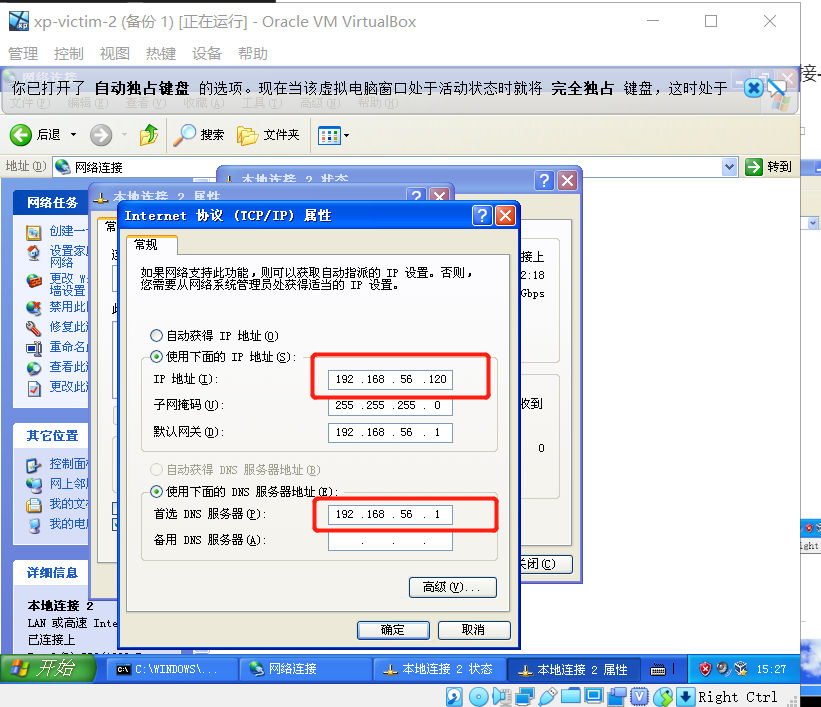 xp-victim-2 (备份 1) [正在运行] - Oracle VM VirtualBox
管理 控制 视图 热键 设备 帮助
你已打开了 自动独占键盘 的选项。现在当该虚拟电脑窗口处于活动状态时就将 完全独占 键盘，这时处于
后退 搜索 文件夹
地址(D) 网络连接 转到
本地连接 2 状态
网络任务
本地连接 2 属性
Internet 协议 (TCP/IP) 属性
常规
创建一
设置家
网络
更改 W
墙设置
禁用此
修复此
重命名
查看此
更改此
接上
2:18
Gbps
收到
0
如果网络支持此功能，则可以获取自动指派的 IP 设置。否则，
您需要从网络系统管理员处获得适当的 IP 设置。
自动获得 IP 地址(O)
使用下面的 IP 地址(S):
IP 地址(I): 192 .168 . 56 .120
子网掩码(U): 255 .255 .255 . 0
默认网关(D): 192 .168 . 56 . 1
自动获得 DNS 服务器地址(B)
使用下面的 DNS 服务器地址(E):
首选 DNS 服务器(P): 192 .168 . 56 . 1
备用 DNS 服务器(A): . . .
高级(V)...
确定 取消
关闭(C)
其它位置
控制面
网上邻
我的文
我的电
详细信息
本地连接 2
LAN 或高速 Inte
已连接上
开始 C:\WINDOWS\... 网络连接 本地连接 2 状态 本地连接 2 属性 15:27
Right Ctrl